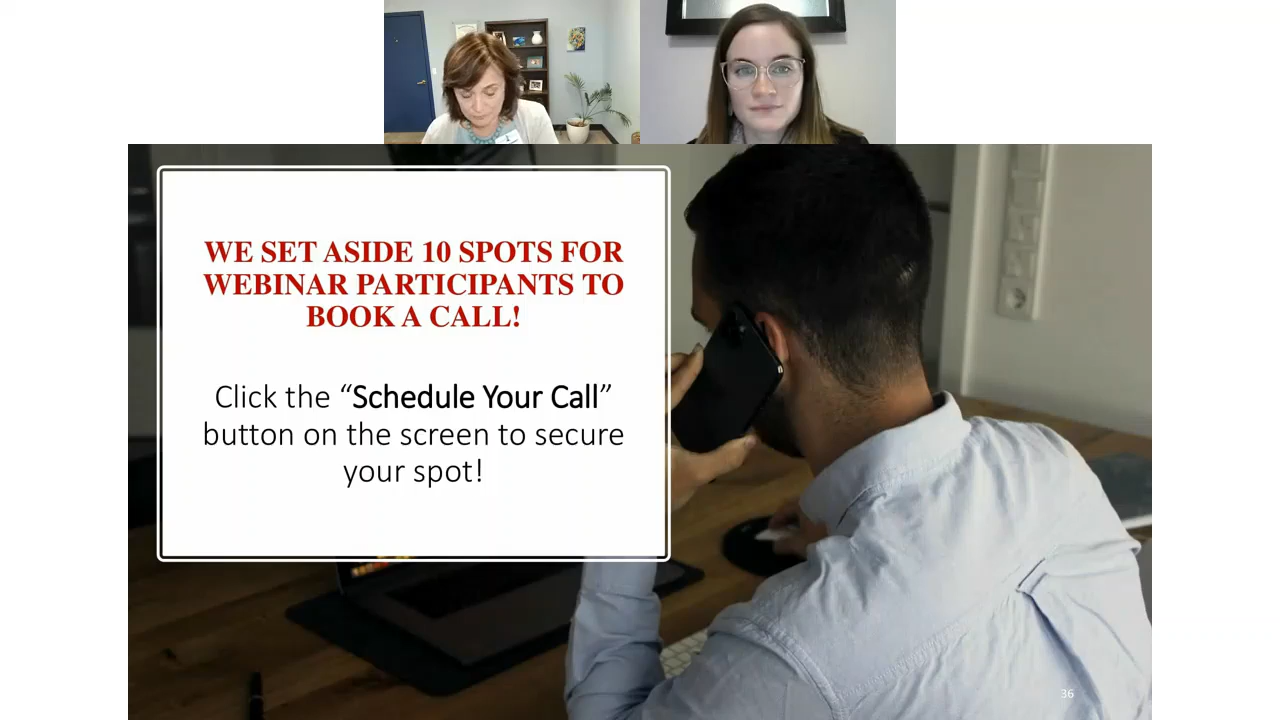 WE SET ASIDE 10 SPOTS FOR
WEBINAR PARTICIPANTS TO
BOOK A CALL!
Click the “Schedule Your Call”
button on the screen to secure
your spot!
36